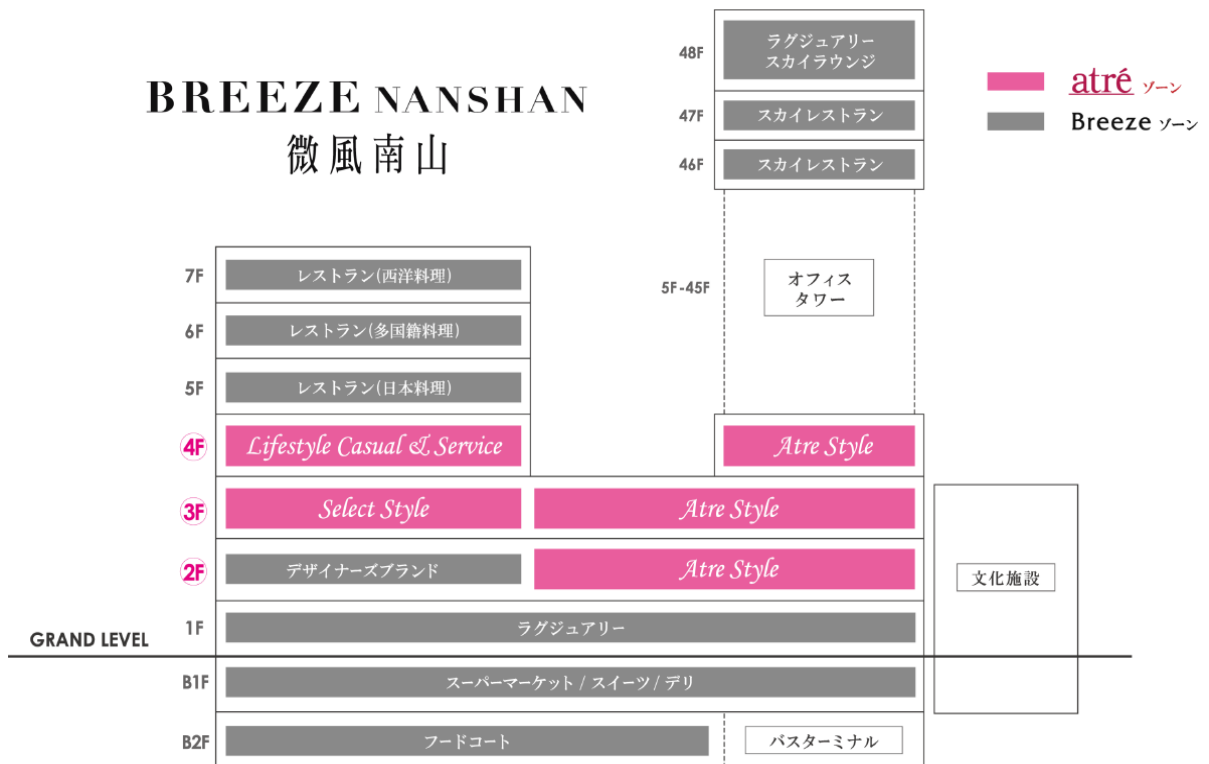 BREEZE NANSHAN
微風南山
atré ゾーン
Breeze ゾーン
48F
ラグジュアリー
スカイラウンジ
47F
スカイレストラン
46F
スカイレストラン
5F-45F
オフィス
タワー
7F
レストラン(西洋料理)
6F
レストラン(多国籍料理)
5F
レストラン(日本料理)
4F
Lifestyle Casual & Service
Atre Style
3F
Select Style
Atre Style
2F
デザイナーズブランド
Atre Style
文化施設
1F
ラグジュアリー
GRAND LEVEL
B1F
スーパーマーケット / スイーツ / デリ
B2F
フードコート
バスターミナル